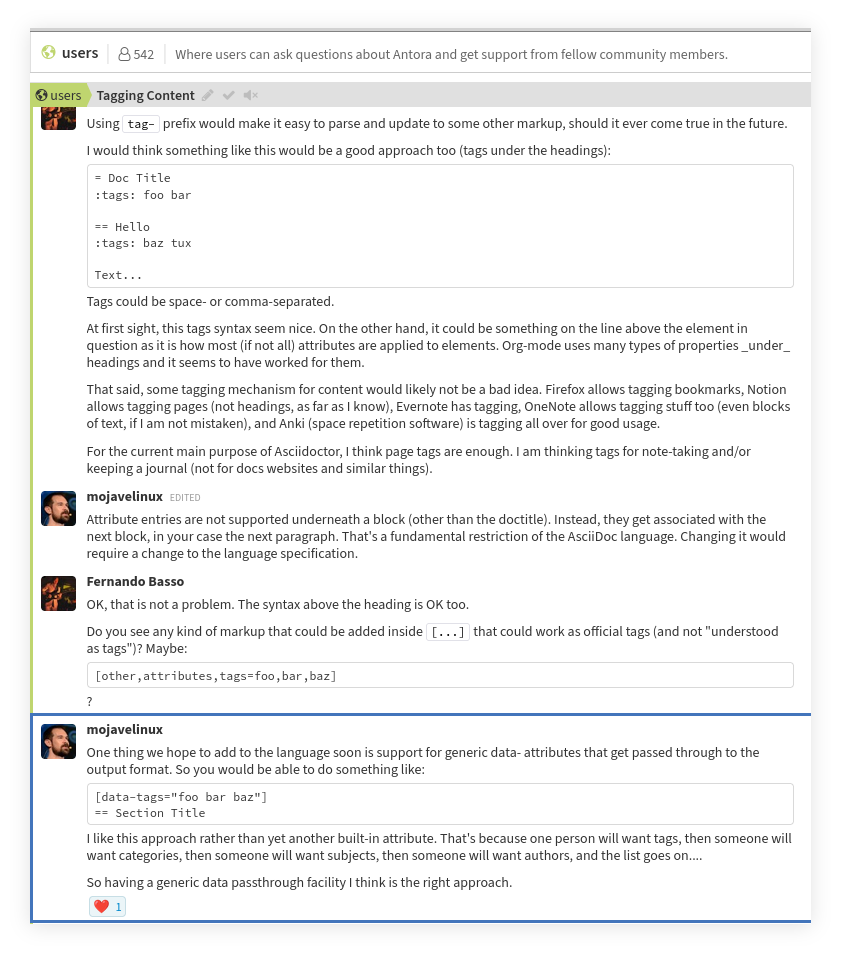 users 542 Where users can ask questions about Antora and get support from fellow community members.
users Tagging Content
Using tag- prefix would make it easy to parse and update to some other markup, should it ever come true in the future.
I would think something like this would be a good approach too (tags under the headings):
= Doc Title
:tags: foo bar
== Hello
:tags: baz tux
Text...
Tags could be space- or comma-separated.
At first sight, this tags syntax seem nice. On the other hand, it could be something on the line above the element in
question as it is how most (if not all) attributes are applied to elements. Org-mode uses many types of properties _under_
headings and it seems to have worked for them.
That said, some tagging mechanism for content would likely not be a bad idea. Firefox allows tagging bookmarks, Notion
allows tagging pages (not headings, as far as I know), Evernote has tagging, OneNote allows tagging stuff too (even blocks
of text, if I am not mistaken), and Anki (space repetition software) is tagging all over for good usage.
For the current main purpose of Asciidoctor, I think page tags are enough. I am thinking tags for note-taking and/or
keeping a journal (not for docs websites and similar things).
mojavelinux EDITED
Attribute entries are not supported underneath a block (other than the doctitle). Instead, they get associated with the
next block, in your case the next paragraph. That's a fundamental restriction of the AsciiDoc language. Changing it would
require a change to the language specification.
Fernando Basso
OK, that is not a problem. The syntax above the heading is OK too.
Do you see any kind of markup that could be added inside [...] that could work as official tags (and not "understood
as tags")? Maybe:
[other,attributes,tags=foo,bar,baz]
?
mojavelinux
One thing we hope to add to the language soon is support for generic data- attributes that get passed through to the
output format. So you would be able to do something like:
[data-tags="foo bar baz"]
== Section Title
I like this approach rather than yet another built-in attribute. That's because one person will want tags, then someone will
want categories, then someone will want subjects, then someone will want authors, and the list goes on....
So having a generic data passthrough facility I think is the right approach.
❤️ 1